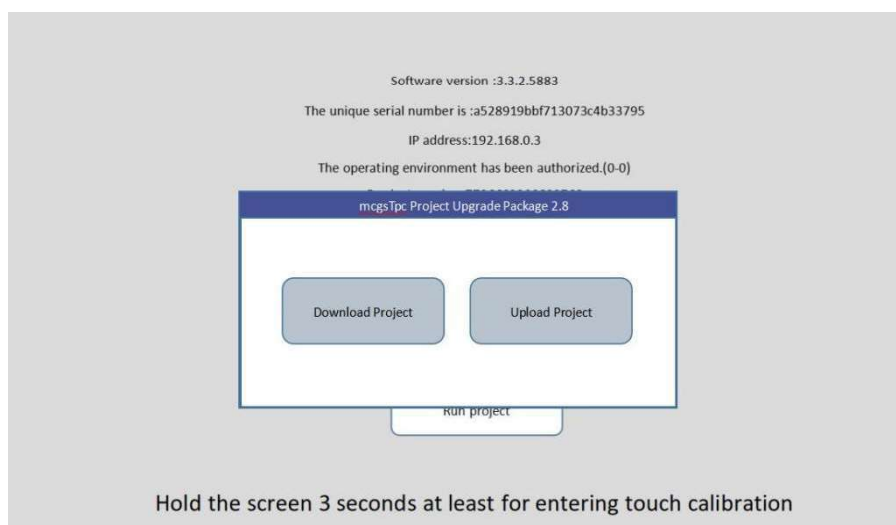 Software version :3.3.2.5883
The unique serial number is :a528919bbf713073c4b33795
IP address:192.168.0.3
The operating environment has been authorized.(0-0)
mcgsTpc Project Upgrade Package 2.8
Download Project
Upload Project
Run project
Hold the screen 3 seconds at least for entering touch calibration